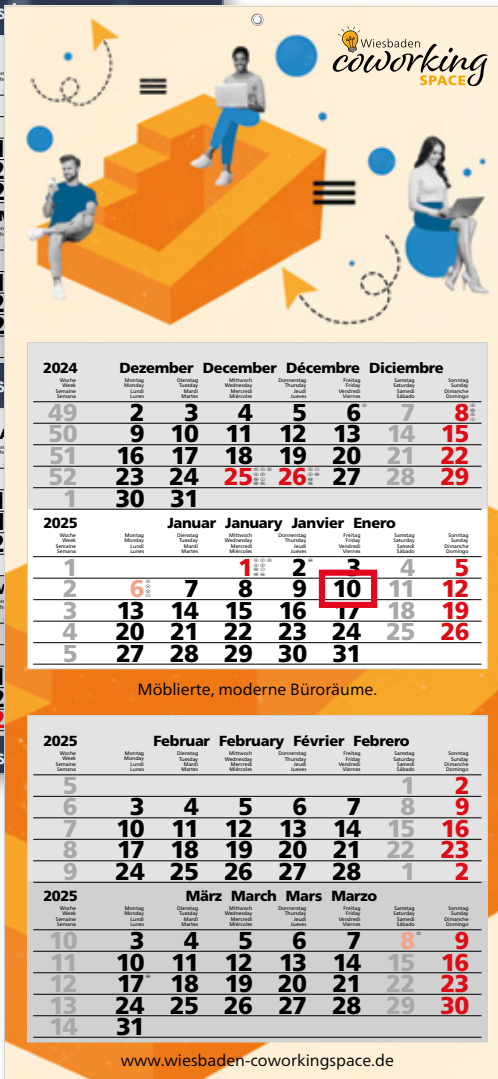 Wiesbaden
coworking
SPACE
2024 Dezember December Décembre Diciembre
Woche Montag Dienstag Mittwoch Donnerstag Freitag Samstag Sonntag
Week Monday Tuesday Wednesday Thursday Friday Saturday Sunday
Semaine Lundi Mardi Mercredi Jeudi Vendredi Samedi Dimanche
Semana Lunes Martes Miércoles Jueves Viernes Sábado Domingo
49 2 3 4 5 6 7 8
50 9 10 11 12 13 14 15
51 16 17 18 19 20 21 22
52 23 24 25 26 27 28 29
1 30 31
2025 Januar January Janvier Enero
Woche Montag Dienstag Mittwoch Donnerstag Freitag Samstag Sonntag
Week Monday Tuesday Wednesday Thursday Friday Saturday Sunday
Semaine Lundi Mardi Mercredi Jeudi Vendredi Samedi Dimanche
Semana Lunes Martes Miércoles Jueves Viernes Sábado Domingo
1 1 2 3 4 5
2 6 7 8 9 10 11 12
3 13 14 15 16 17 18 19
4 20 21 22 23 24 25 26
5 27 28 29 30 31
Möblierte, moderne Büroräume.
2025 Februar February Février Febrero
Woche Montag Dienstag Mittwoch Donnerstag Freitag Samstag Sonntag
Week Monday Tuesday Wednesday Thursday Friday Saturday Sunday
Semaine Lundi Mardi Mercredi Jeudi Vendredi Samedi Dimanche
Semana Lunes Martes Miércoles Jueves Viernes Sábado Domingo
5 1 2
6 3 4 5 6 7 8 9
7 10 11 12 13 14 15 16
8 17 18 19 20 21 22 23
9 24 25 26 27 28 1 2
2025 März March Mars Marzo
Woche Montag Dienstag Mittwoch Donnerstag Freitag Samstag Sonntag
Week Monday Tuesday Wednesday Thursday Friday Saturday Sunday
Semaine Lundi Mardi Mercredi Jeudi Vendredi Samedi Dimanche
Semana Lunes Martes Miércoles Jueves Viernes Sábado Domingo
10 3 4 5 6 7 8 9
11 10 11 12 13 14 15 16
12 17 18 19 20 21 22 23
13 24 25 26 27 28 29 30
14 31
www.wiesbaden-coworkingspace.de